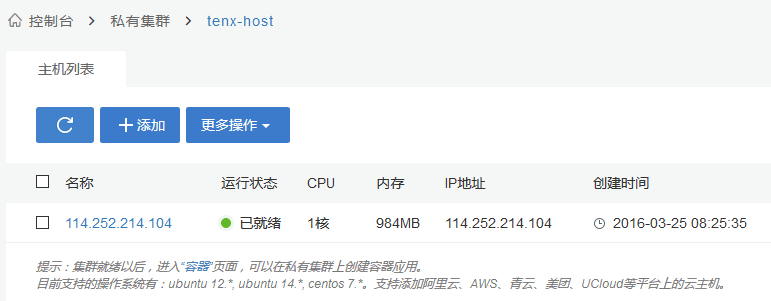 控制台 > 私有集群 > tenx-host
主机列表
添加 更多操作
名称 运行状态 CPU 内存 IP地址 创建时间
114.252.214.104 已就绪 1核 984MB 114.252.214.104 2016-03-25 08:25:35
提示：集群就绪以后，进入“容器”页面，可以在私有集群上创建容器应用。
目前支持的操作系统有：ubuntu 12.*, ubuntu 14.*, centos 7.*。支持添加阿里云、AWS、青云、美团、UCloud等平台上的云主机。